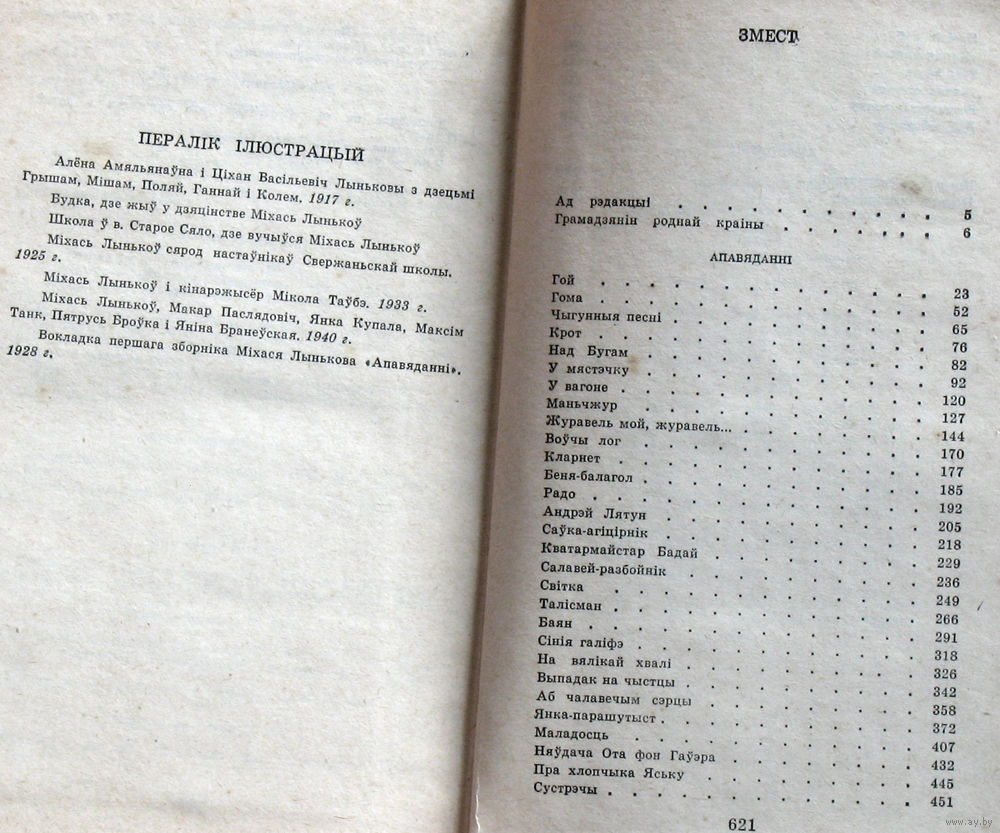 ПЕРАЛІК ІЛЮСТРАЦЫЙ
Алёна Амяльянаўна і Ціхан Васільевіч Лыньковы з дзецьмі
Грышам, Мішам, Поляй, Ганнай і Колем. 1917 г.
Будка, дзе жыў у дзяцінстве Міхась Лынькоў
Школа ў в. Старое Сяло, дзе вучыўся Міхась Лынькоў
Міхась Лынькоў сярод настаўнікаў Свержаньскай школы.
1925 г.
Міхась Лынькоў і кінарэжысёр Мікола Таўбэ. 1933 г.
Міхась Лынькоў, Макар Паслядовіч, Янка Купала, Максім
Танк, Пятрусь Броўка і Яніна Бранеўская. 1940 г.
Вокладка першага зборніка Міхася Лынькова «Апавяданні».
1928 г.
ЗМЕСТ
Ад рэдакцыі . . . . . . . . . . 5
Грамадзянін роднай краіны . . . . . . 6
АПАВЯДАННІ
Гой . . . . . . . . . . . . 23
Гома . . . . . . . . . . . . 52
Чыгунныя песні . . . . . . . . . . 65
Крот . . . . . . . . . . . . 76
Над Бугам . . . . . . . . . . . 82
У мястэчку . . . . . . . . . . . 92
У вагоне . . . . . . . . . . . 120
Маньчжур . . . . . . . . . . . 127
Журавель мой, журавель... . . . . . . . 144
Воўчы лог . . . . . . . . . . . 170
Кларнет . . . . . . . . . . . 177
Беня-балагол . . . . . . . . . . 185
Радо . . . . . . . . . . . . 192
Андрэй Лятун . . . . . . . . . . 205
Саўка-агіцірнік . . . . . . . . . . 218
Кватармайстар Бадай . . . . . . . . 229
Салавей-разбойнік . . . . . . . . . 236
Світка . . . . . . . . . . . 249
Талісман . . . . . . . . . . . 266
Баян . . . . . . . . . . . . 291
Сінія галіфэ . . . . . . . . . . 318
На вялікай хвалі . . . . . . . . . 326
Выпадак на чыстцы . . . . . . . . . 342
Аб чалавечым сэрцы . . . . . . . . 358
Янка-парашутыст . . . . . . . . . 372
Маладосць . . . . . . . . . . . 407
Няўдача Ота фон Гаўэра . . . . . . . 432
Пра хлопчыка Яську . . . . . . . . 445
Сустрэчы . . . . . . . . . . . 451
621
www.ay.by